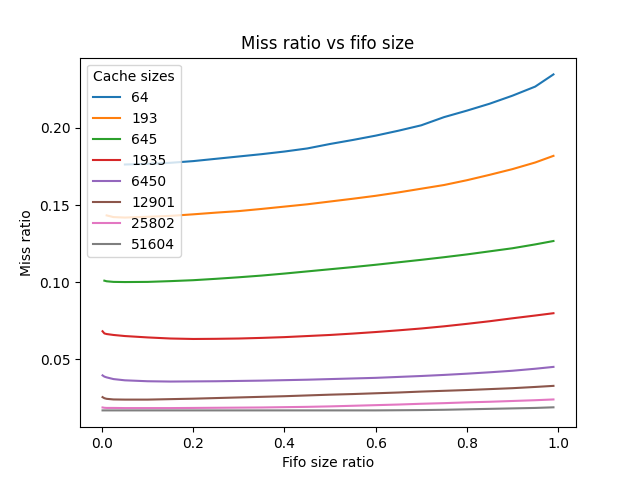 Miss ratio vs fifo size
Cache sizes
64
193
645
1935
6450
12901
25802
51604
0.20
0.15
0.10
0.05
Miss ratio
0.0 0.2 0.4 0.6 0.8 1.0
Fifo size ratio